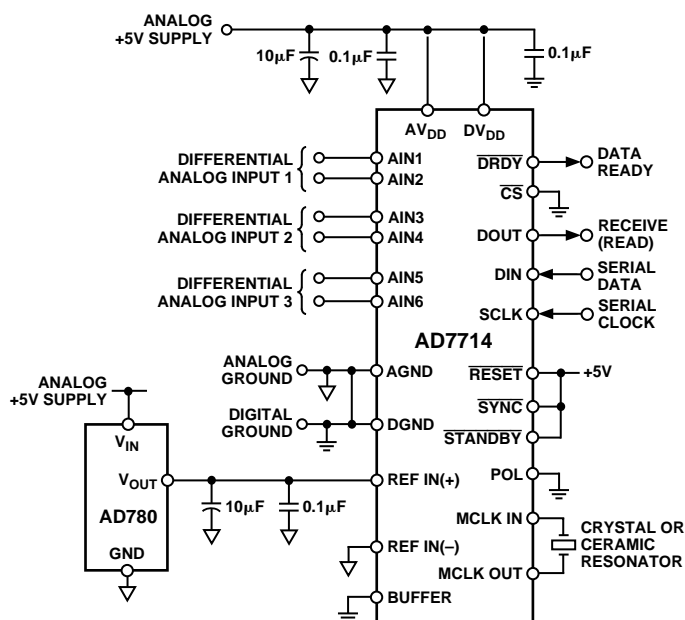 ANALOG
+5V SUPPLY
10µF
0.1µF
0.1µF
AVDD
DVDD
DIFFERENTIAL
ANALOG INPUT 1
AIN1
AIN2
DRDY
DATA
READY
CS
DIFFERENTIAL
ANALOG INPUT 2
AIN3
AIN4
DOUT
RECEIVE
(READ)
DIN
SERIAL
DATA
DIFFERENTIAL
ANALOG INPUT 3
AIN5
AIN6
SCLK
SERIAL
CLOCK
AD7714
ANALOG
GROUND
AGND
RESET
+5V
ANALOG
+5V SUPPLY
SYNC
DIGITAL
GROUND
DGND
STANDBY
VIN
VOUT
REF IN(+)
POL
10µF
0.1µF
AD780
MCLK IN
CRYSTAL OR
CERAMIC
RESONATOR
GND
REF IN(–)
MCLK OUT
BUFFER